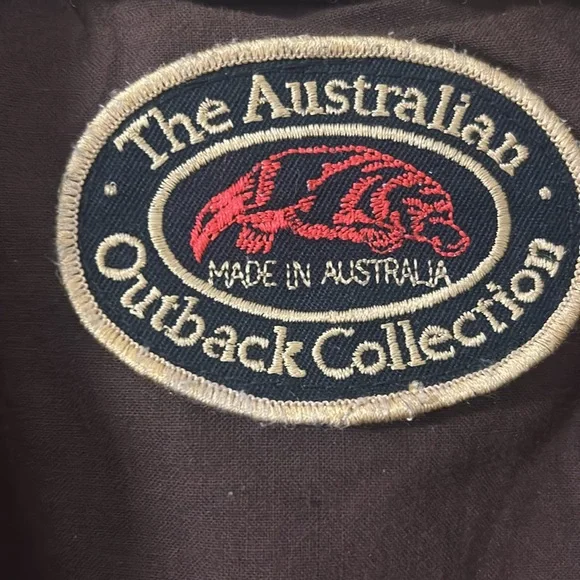 The Australian
MADE IN AUSTRALIA
Outback Collection